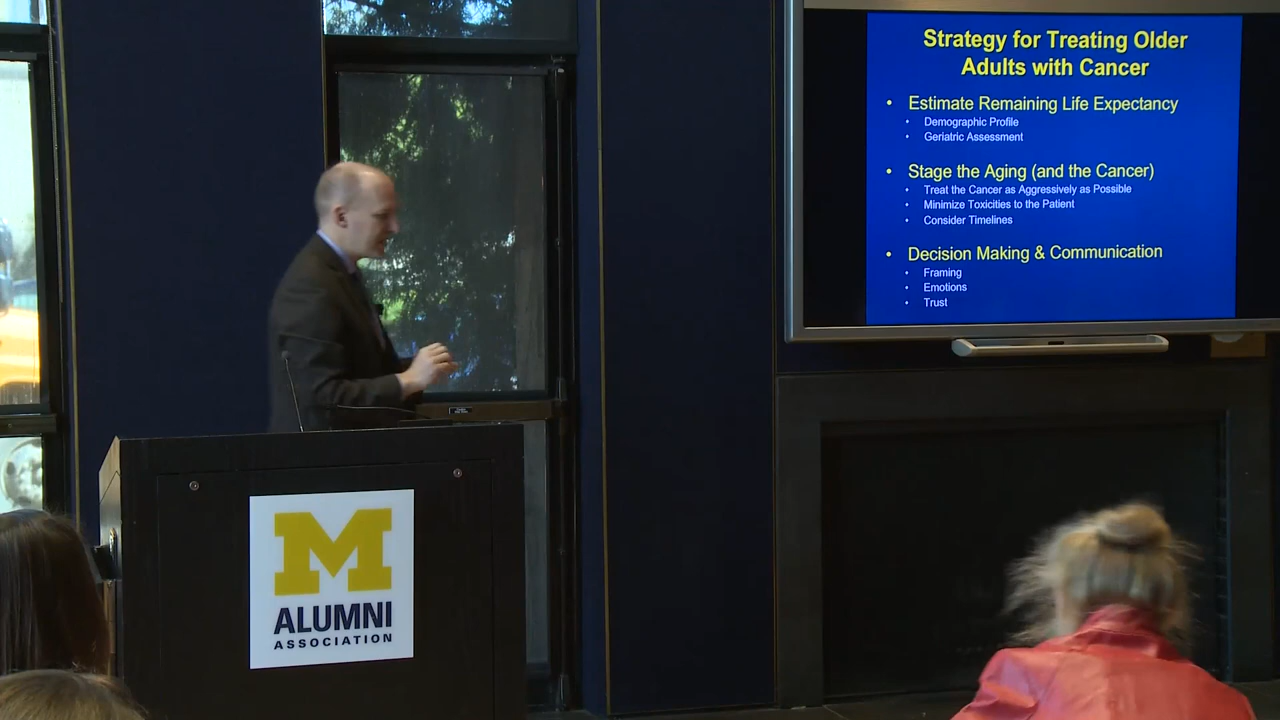 Strategy for Treating Older
Adults with Cancer
• Estimate Remaining Life Expectancy
• Demographic Profile
• Geriatric Assessment
• Stage the Aging (and the Cancer)
• Treat the Cancer as Aggressively as Possible
• Minimize Toxicities to the Patient
• Consider Timelines
• Decision Making & Communication
• Framing
• Emotions
• Trust
M
ALUMNI
ASSOCIATION